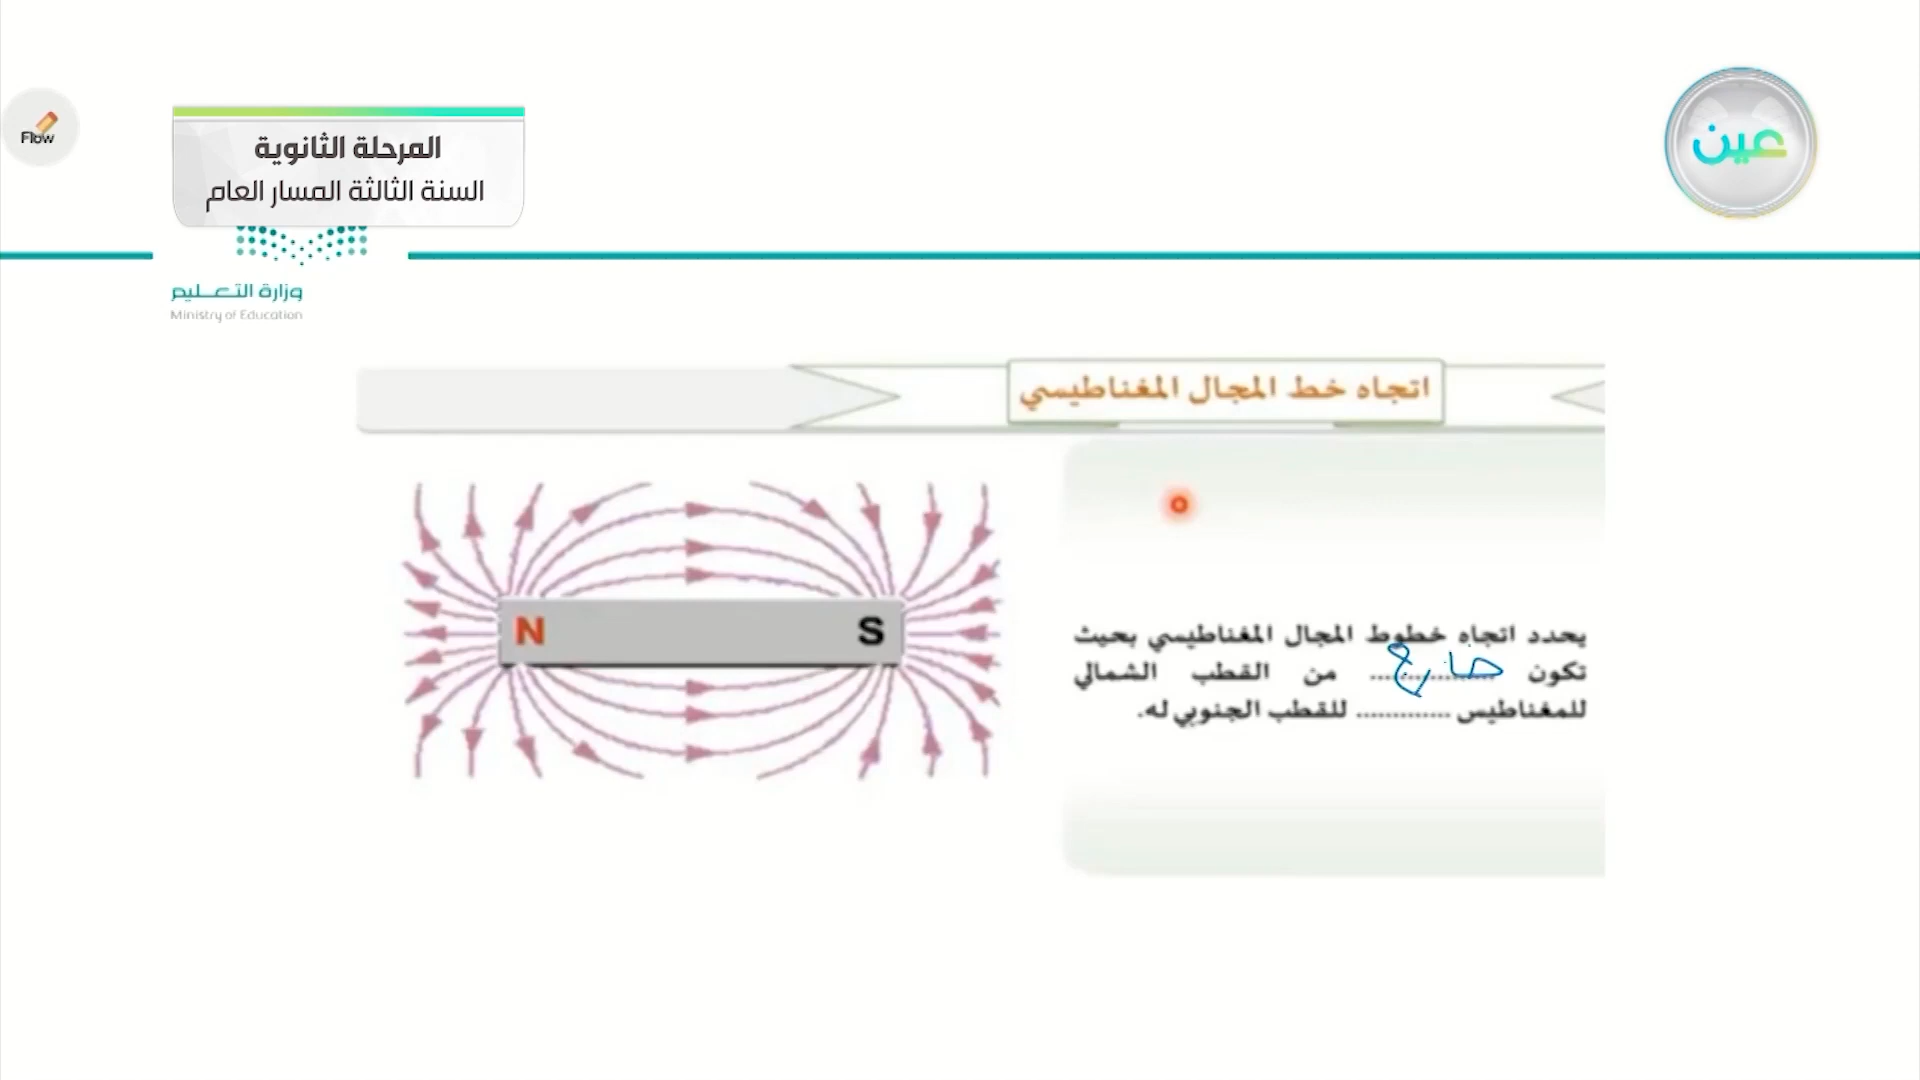 Flow
المرحلة الثانوية
السنة الثالثة المسار العام
عين
وزارة التعليم
Ministry of Education
اتجاه خط المجال المغناطيسي
N
S
يحدد اتجاه خطوط المجال المغناطيسي بحيث
تكون خارج من القطب الشمالي
للمغناطيس ............. للقطب الجنوبي له.